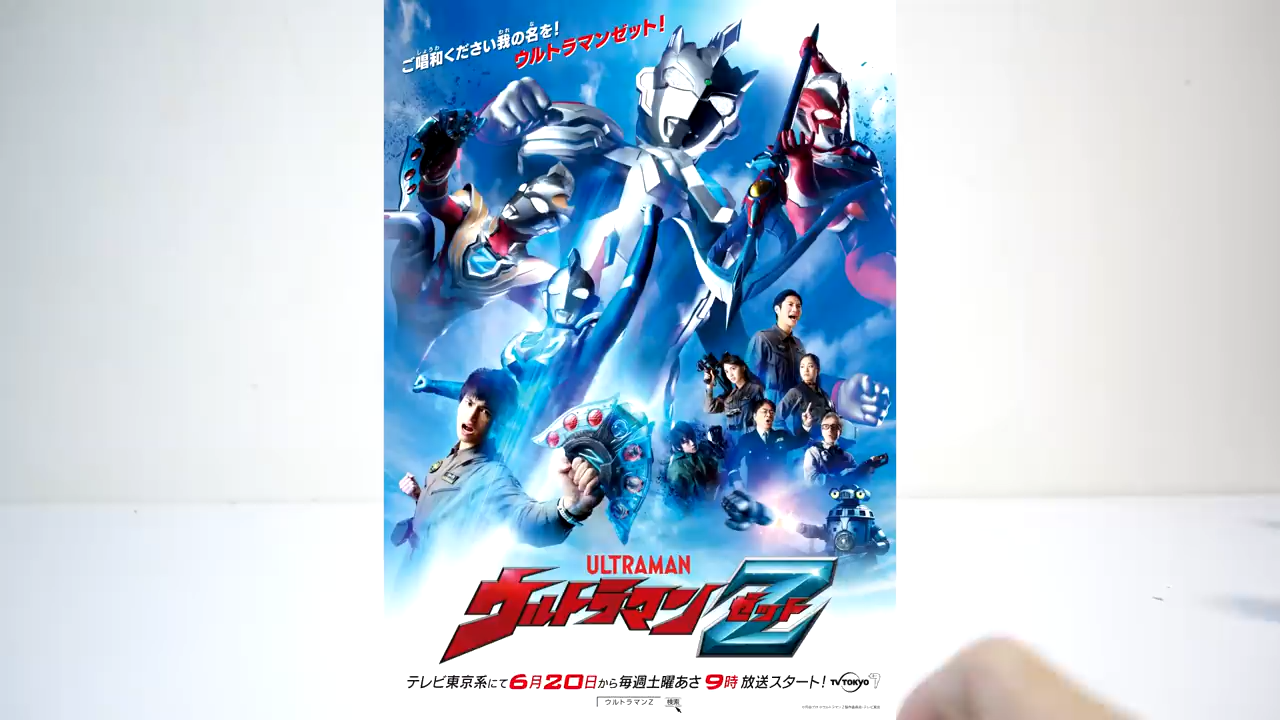 ご唱和ください我の名を!
ウルトラマンゼット!
ULTRAMAN
ウルトラマンZ
ゼット
テレビ東京系にて6月20日から毎週土曜あさ9時放送スタート! TV TOKYO 7
ウルトラマンZ 検索